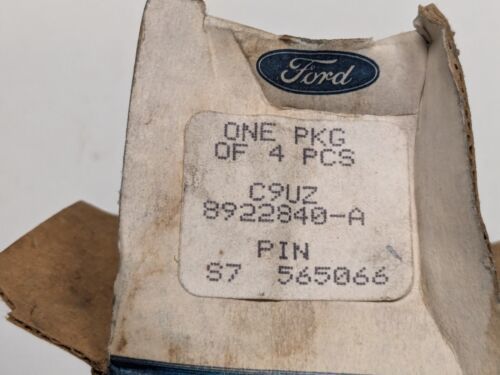 Ford
ONE PKG
OF 4 PCS
C9UZ
8922840-A
PIN
S7 565066